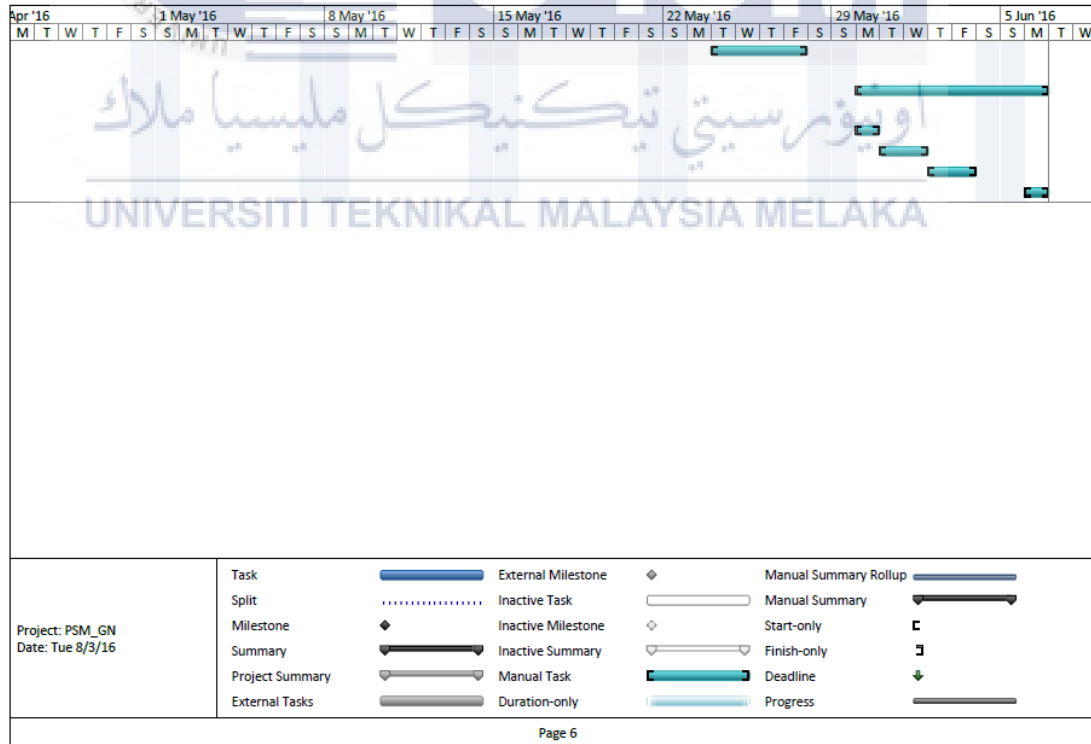 Apr '16 1 May '16 8 May '16 15 May '16 22 May '16 29 May '16 5 Jun '16
M T W T F S S M T W T F S S M T W T F S S M T W T F S S M T W T F S S M T W T F S S M T W
اونيۏرسيتي تيكنيكل مليسيا ملاك
UNIVERSITI TEKNIKAL MALAYSIA MELAKA
Project: PSM_GN
Date: Tue 8/3/16
Task External Milestone Manual Summary Rollup
Split Inactive Task Manual Summary
Milestone Inactive Milestone Start-only
Summary Inactive Summary Finish-only
Project Summary Manual Task Deadline
External Tasks Duration-only Progress
Page 6